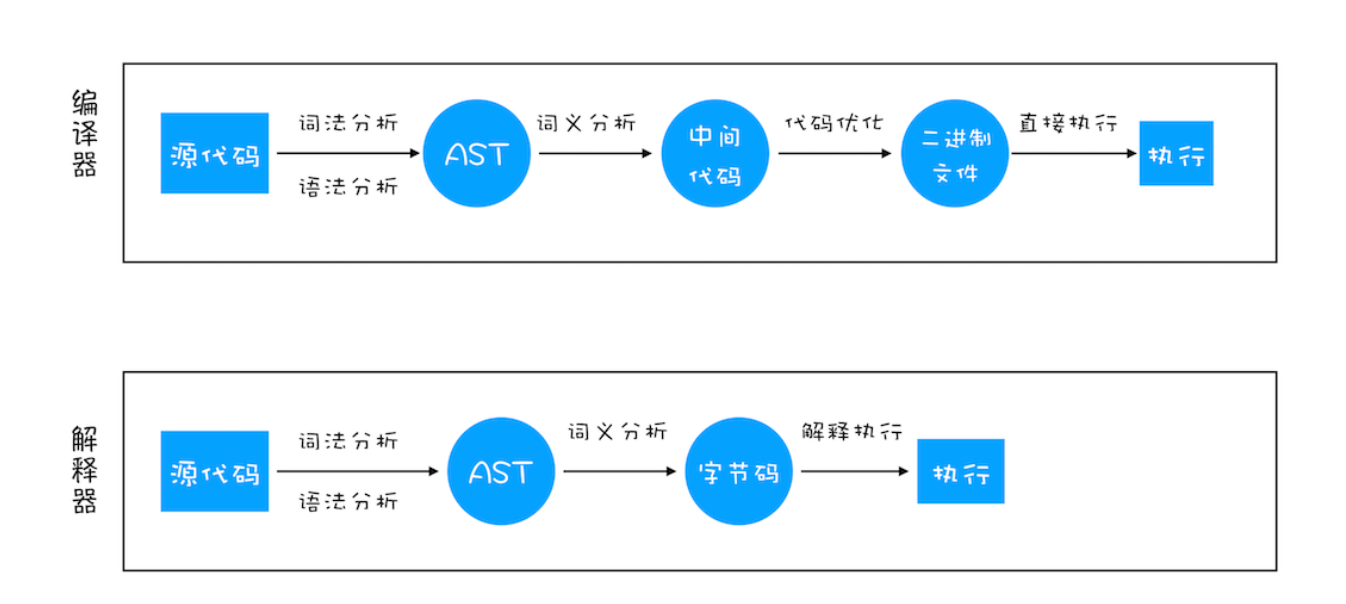 编译器
源代码
词法分析
语法分析
AST
词义分析
中间
代码
代码优化
二进制
文件
直接执行
执行
解释器
源代码
词法分析
语法分析
AST
词义分析
字节码
解释执行
执行